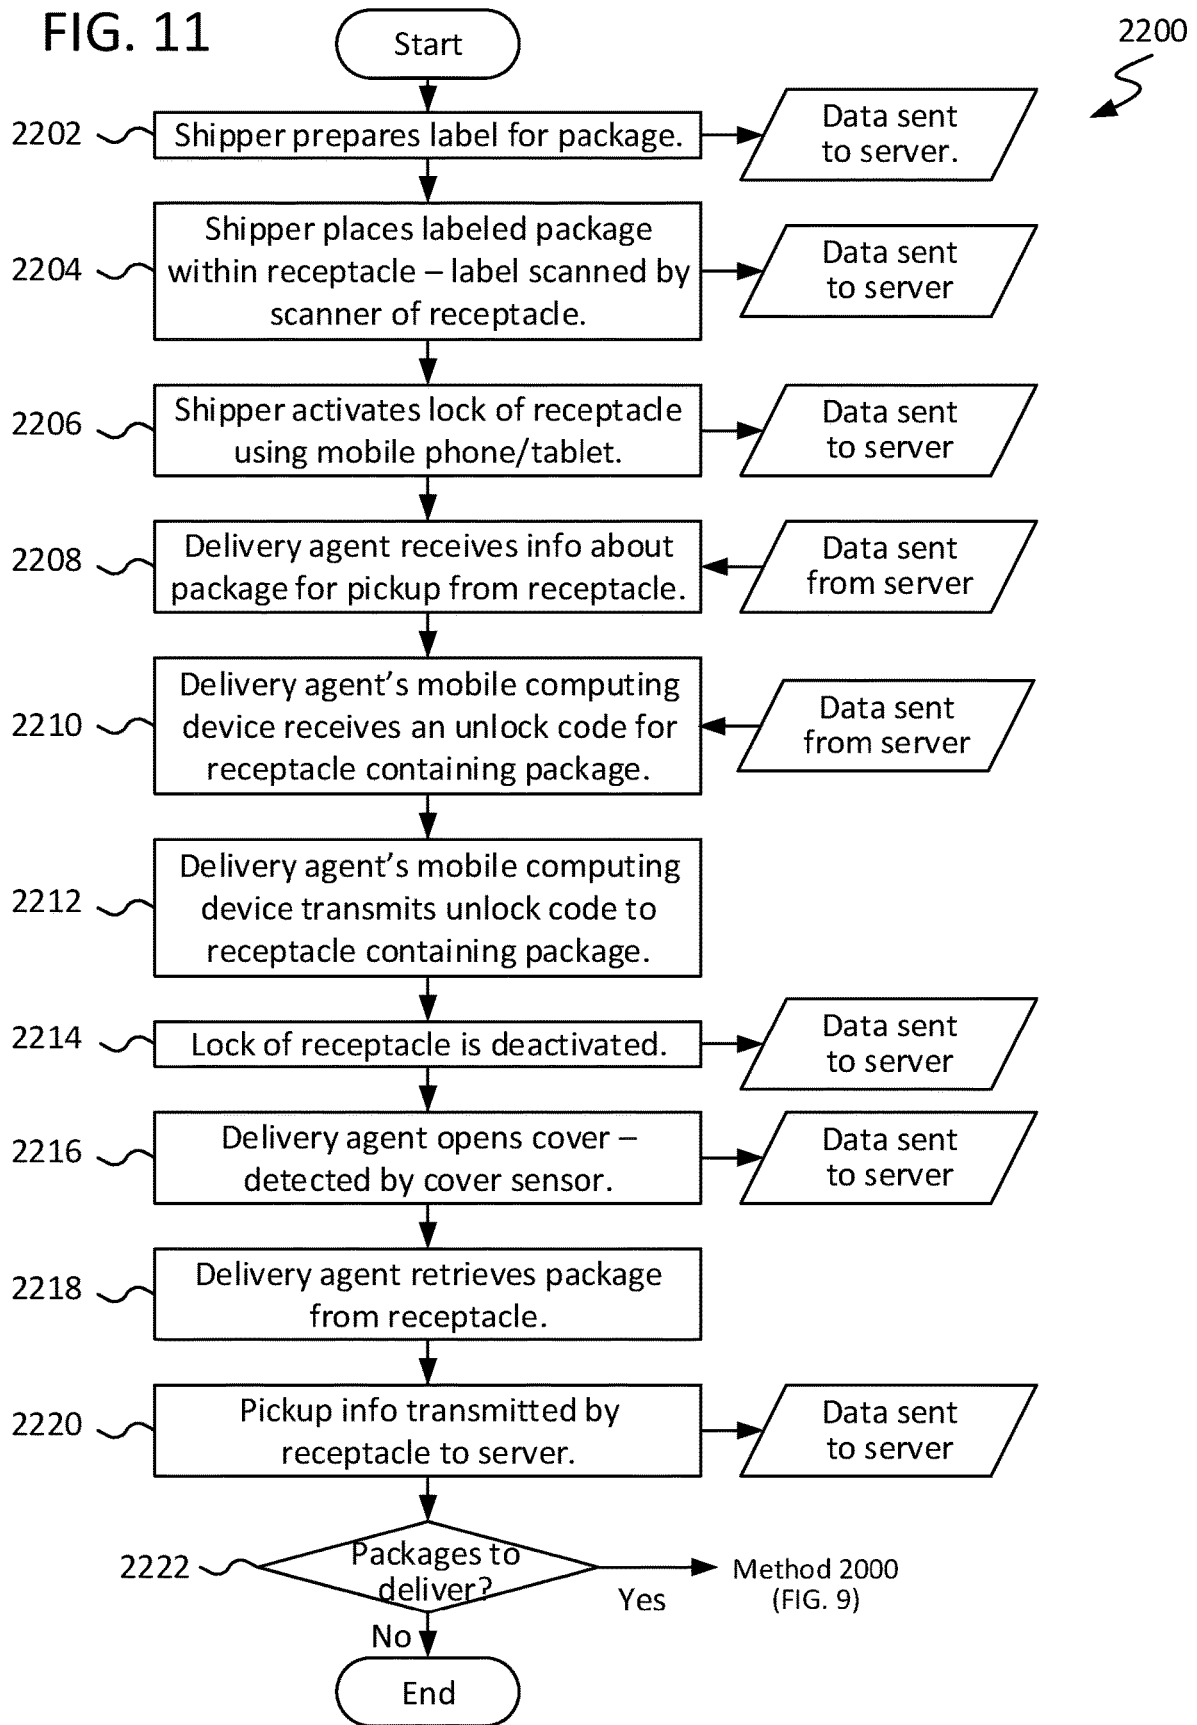 FIG. 11
Start
2200
2202
Shipper prepares label for package.
Data sent
to server.
2204
Shipper places labeled package
within receptacle – label scanned by
scanner of receptacle.
Data sent
to server
2206
Shipper activates lock of receptacle
using mobile phone/tablet.
Data sent
to server
2208
Delivery agent receives info about
package for pickup from receptacle.
Data sent
from server
2210
Delivery agent’s mobile computing
device receives an unlock code for
receptacle containing package.
Data sent
from server
2212
Delivery agent’s mobile computing
device transmits unlock code to
receptacle containing package.
2214
Lock of receptacle is deactivated.
Data sent
to server
2216
Delivery agent opens cover –
detected by cover sensor.
Data sent
to server
2218
Delivery agent retrieves package
from receptacle.
2220
Pickup info transmitted by
receptacle to server.
Data sent
to server
2222
Packages to
deliver?
Yes
Method 2000
(FIG. 9)
No
End